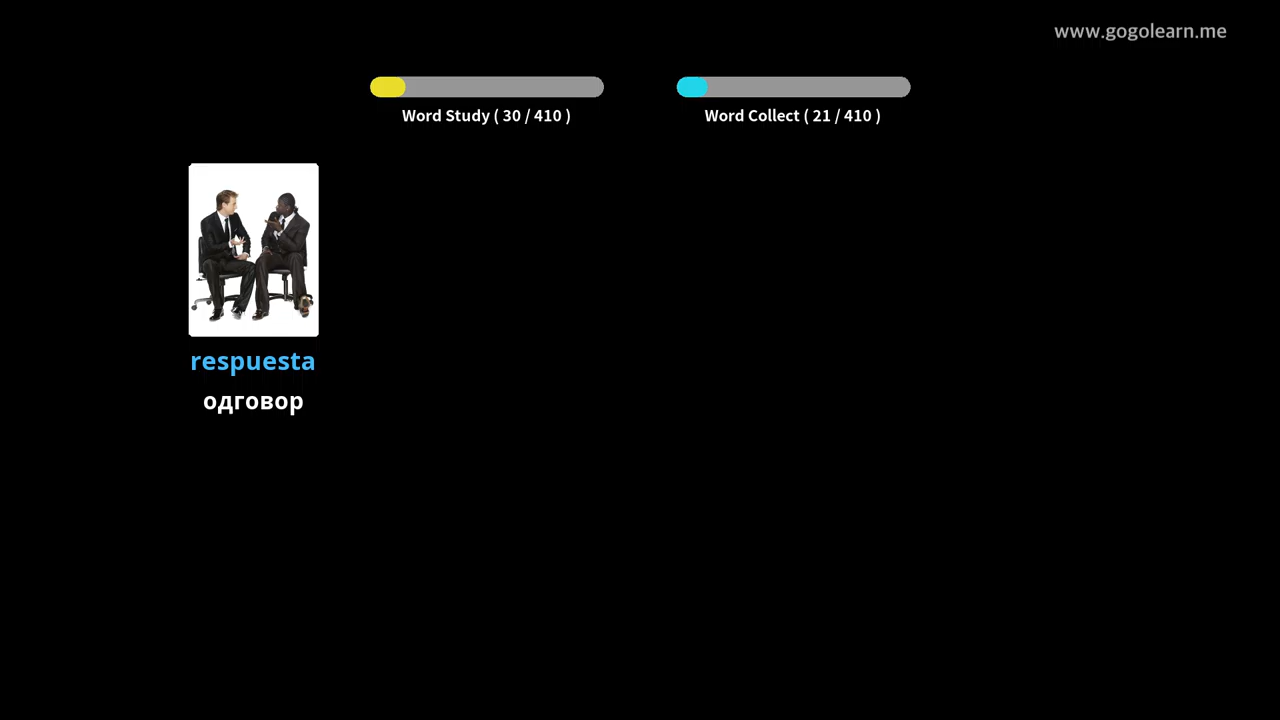 www.gogolearn.me
Word Study ( 30 / 410 )
Word Collect ( 21 / 410 )
respuesta
одговор